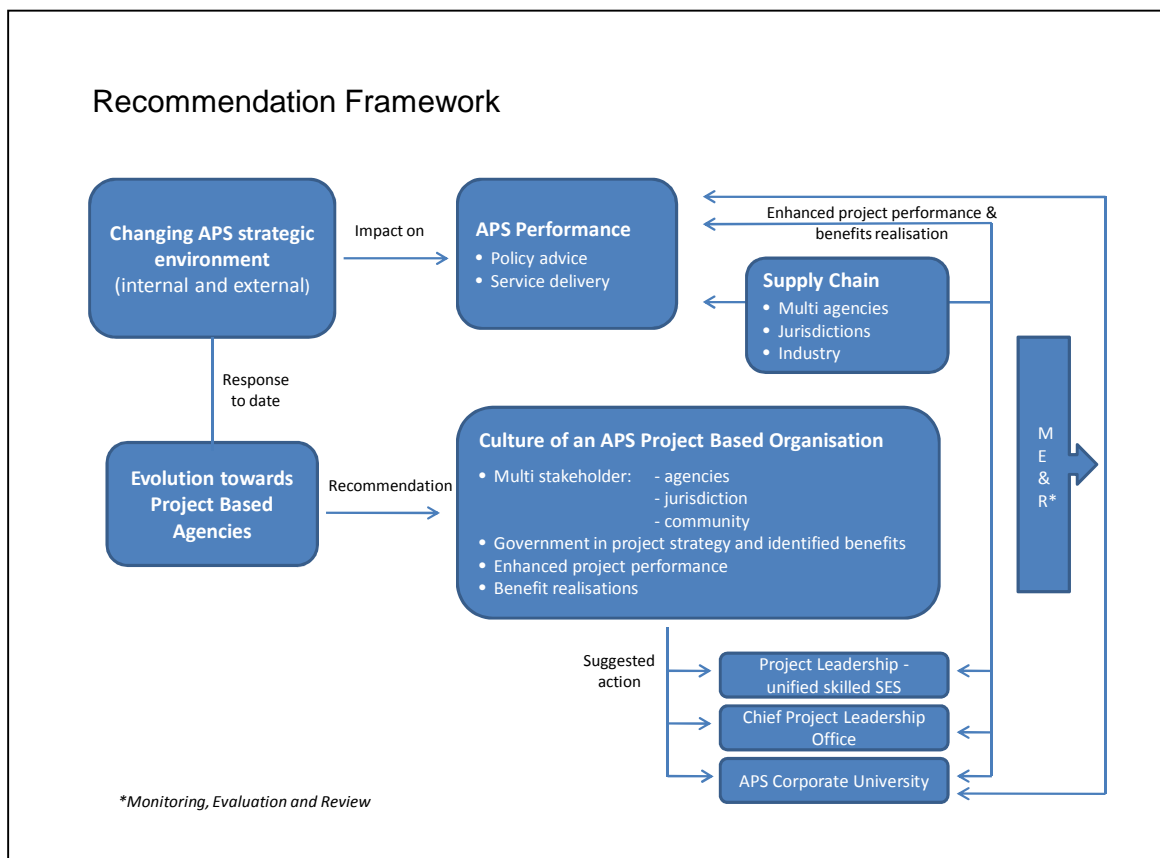 Recommendation Framework
Changing APS strategic
environment
(internal and external)
Impact on
APS Performance
• Policy advice
• Service delivery
Enhanced project performance &
benefits realisation
Supply Chain
• Multi agencies
• Jurisdictions
• Industry
Response
to date
Evolution towards
Project Based
Agencies
Recommendation
Culture of an APS Project Based Organisation
• Multi stakeholder: - agencies
- jurisdiction
- community
• Government in project strategy and identified benefits
• Enhanced project performance
• Benefit realisations
M
E
&
R*
Suggested
action
Project Leadership -
unified skilled SES
Chief Project Leadership
Office
APS Corporate University
*Monitoring, Evaluation and Review